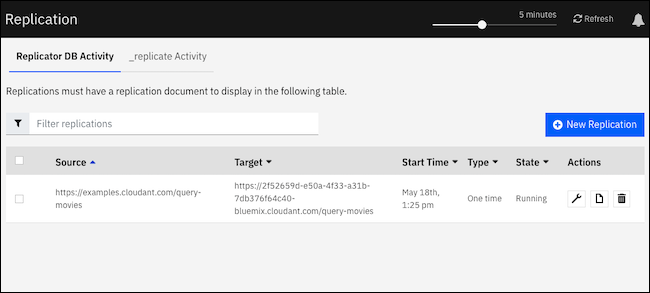 Replication
5 minutes
Refresh
Replicator DB Activity
_replicate Activity
Replications must have a replication document to display in the following table.
Filter replications
New Replication
Source Target Start Time Type State Actions
https://examples.cloudant.com/query-
movies
https://2f52659d-e50a-4f33-a31b-
7db376f64c40-
bluemix.cloudant.com/query-movies
May 18th,
1:25 pm
One time
Running